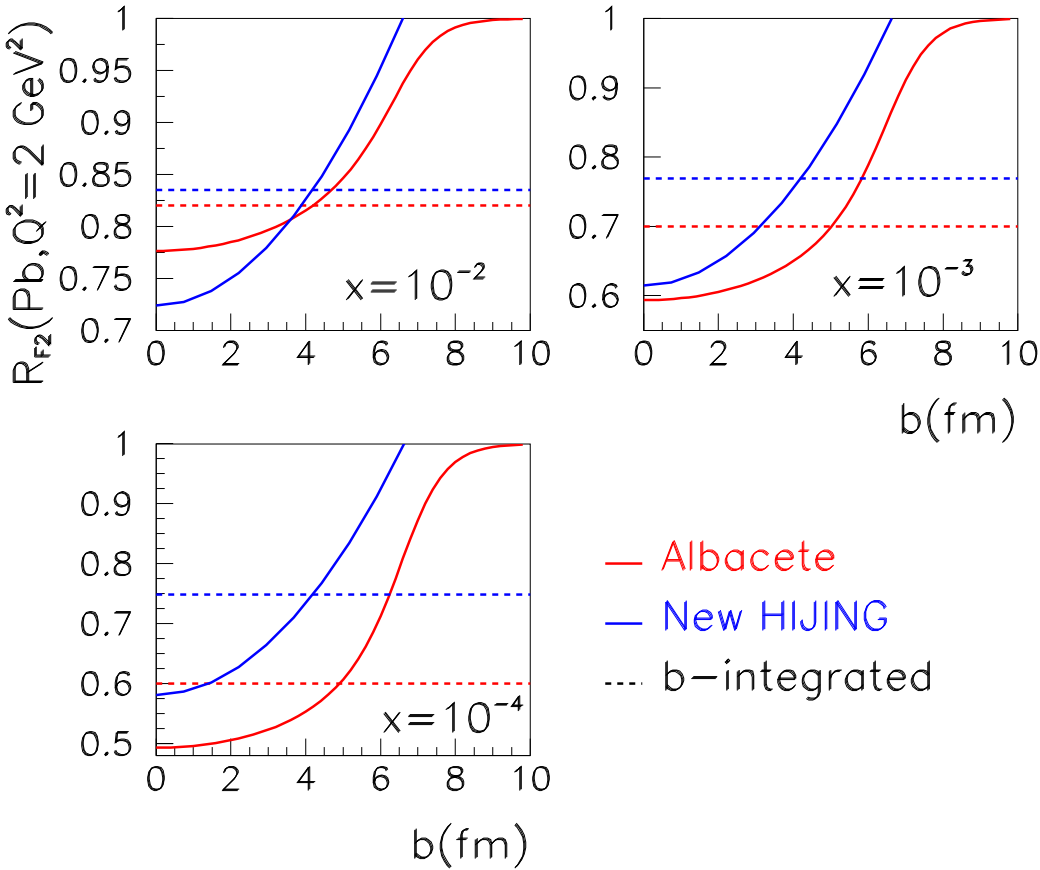 R_F2(Pb,Q²=2 GeV²)
1
0.95
0.9
0.85
0.8
0.75
0.7
x=10⁻²
0 2 4 6 8 10
1
0.9
0.8
0.7
0.6
x=10⁻³
0 2 4 6 8 10
b(fm)
1
0.9
0.8
0.7
0.6
0.5
x=10⁻⁴
0 2 4 6 8 10
b(fm)
Albacete
New HIJING
b-integrated